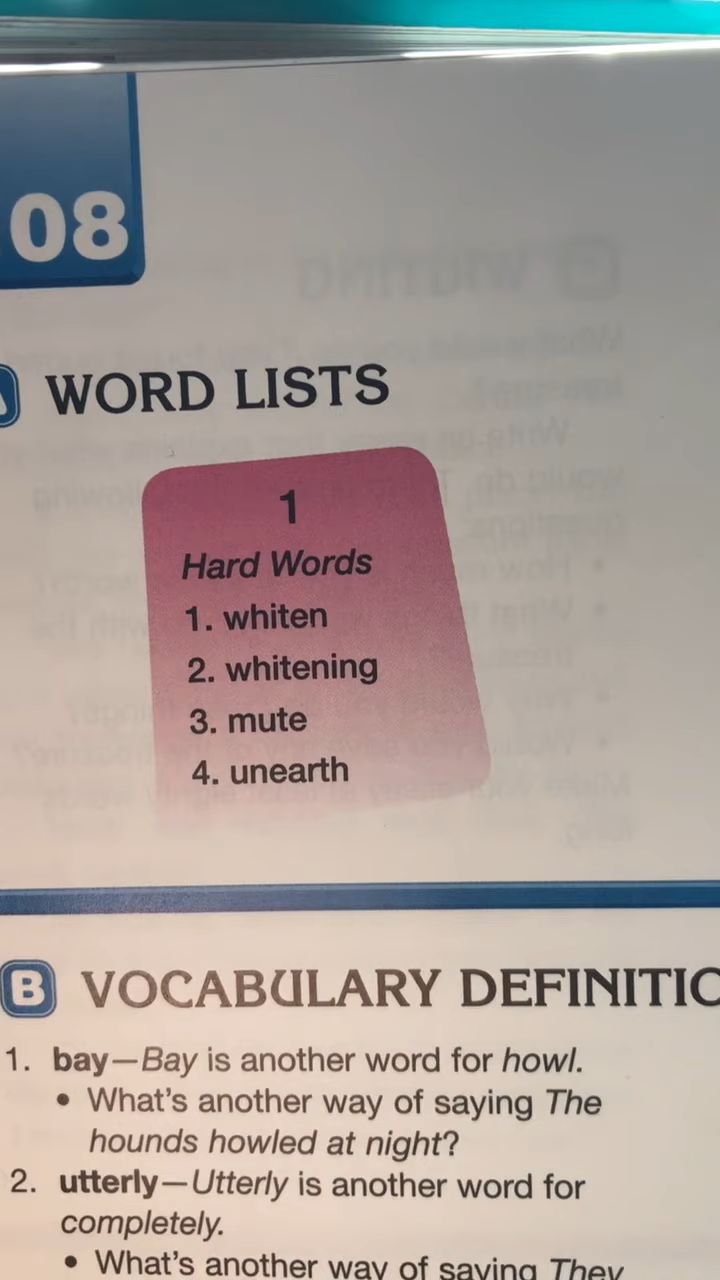 08
WORD LISTS
1
Hard Words
1. whiten
2. whitening
3. mute
4. unearth
B VOCABULARY DEFINITIO
1. bay—Bay is another word for howl.
• What's another way of saying The
hounds howled at night?
2. utterly—Utterly is another word for
completely.
• What's another way of saying They